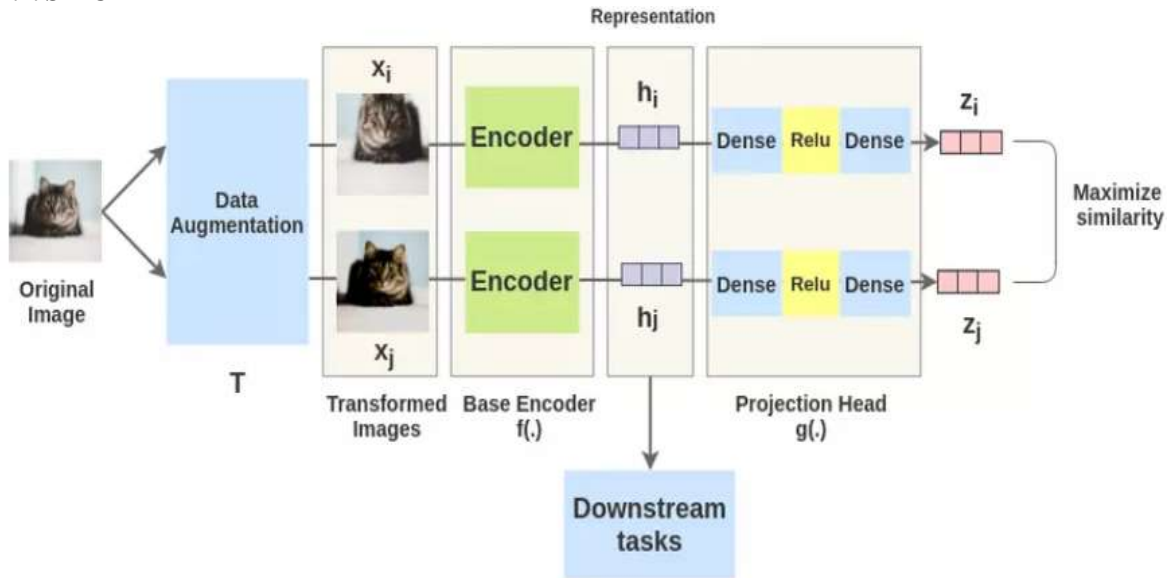 Representation
xi
hi
zi
Encoder
Dense
Relu
Dense
Data
Augmentation
Maximize
similarity
Original
Image
Encoder
Dense
Relu
Dense
xj
hj
zj
T
Transformed
Images
Base Encoder
f(.)
Projection Head
g(.)
Downstream
tasks